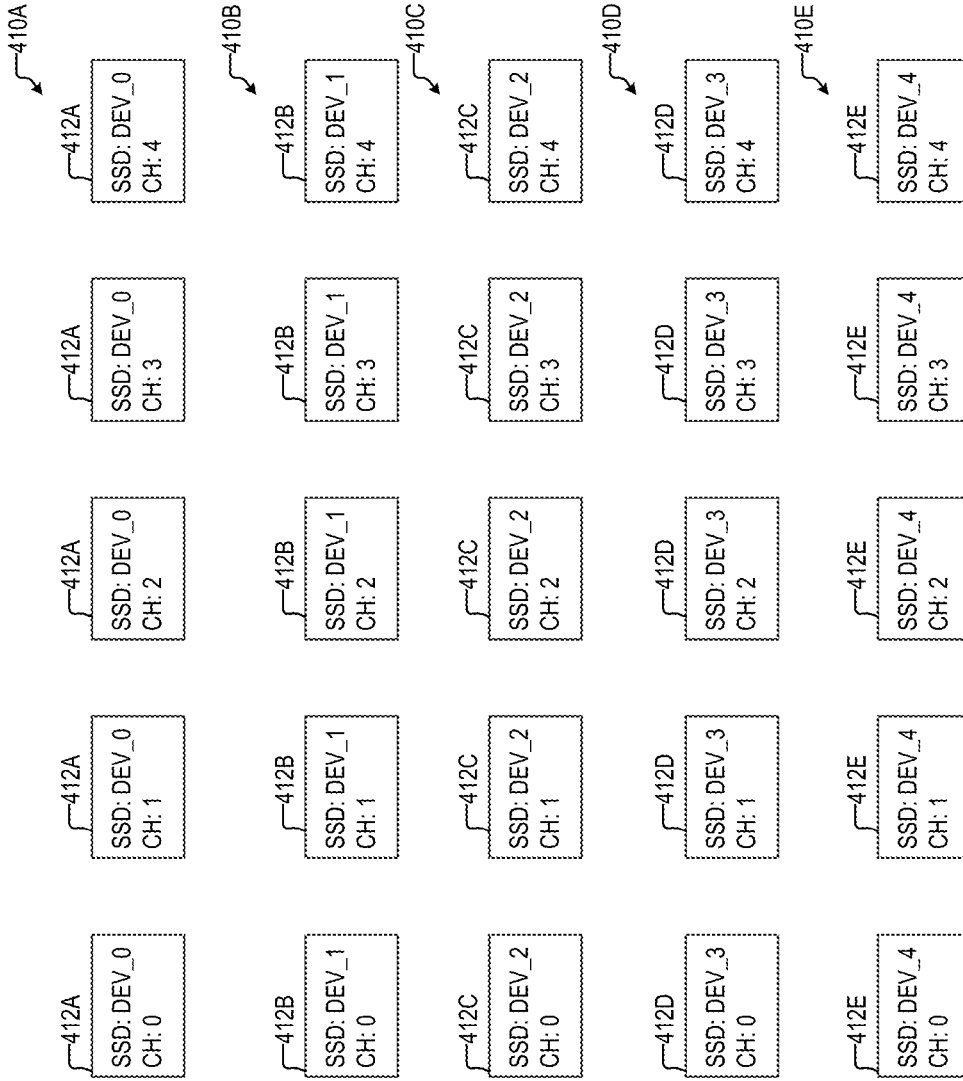 410A
412A
SSD: DEV_0
CH: 0
412A
SSD: DEV_0
CH: 1
412A
SSD: DEV_0
CH: 2
412A
SSD: DEV_0
CH: 3
412A
SSD: DEV_0
CH: 4
410B
412B
SSD: DEV_1
CH: 0
412B
SSD: DEV_1
CH: 1
412B
SSD: DEV_1
CH: 2
412B
SSD: DEV_1
CH: 3
412B
SSD: DEV_1
CH: 4
410C
412C
SSD: DEV_2
CH: 0
412C
SSD: DEV_2
CH: 1
412C
SSD: DEV_2
CH: 2
412C
SSD: DEV_2
CH: 3
412C
SSD: DEV_2
CH: 4
410D
412D
SSD: DEV_3
CH: 0
412D
SSD: DEV_3
CH: 1
412D
SSD: DEV_3
CH: 2
412D
SSD: DEV_3
CH: 3
412D
SSD: DEV_3
CH: 4
410E
412E
SSD: DEV_4
CH: 0
412E
SSD: DEV_4
CH: 1
412E
SSD: DEV_4
CH: 2
412E
SSD: DEV_4
CH: 3
412E
SSD: DEV_4
CH: 4